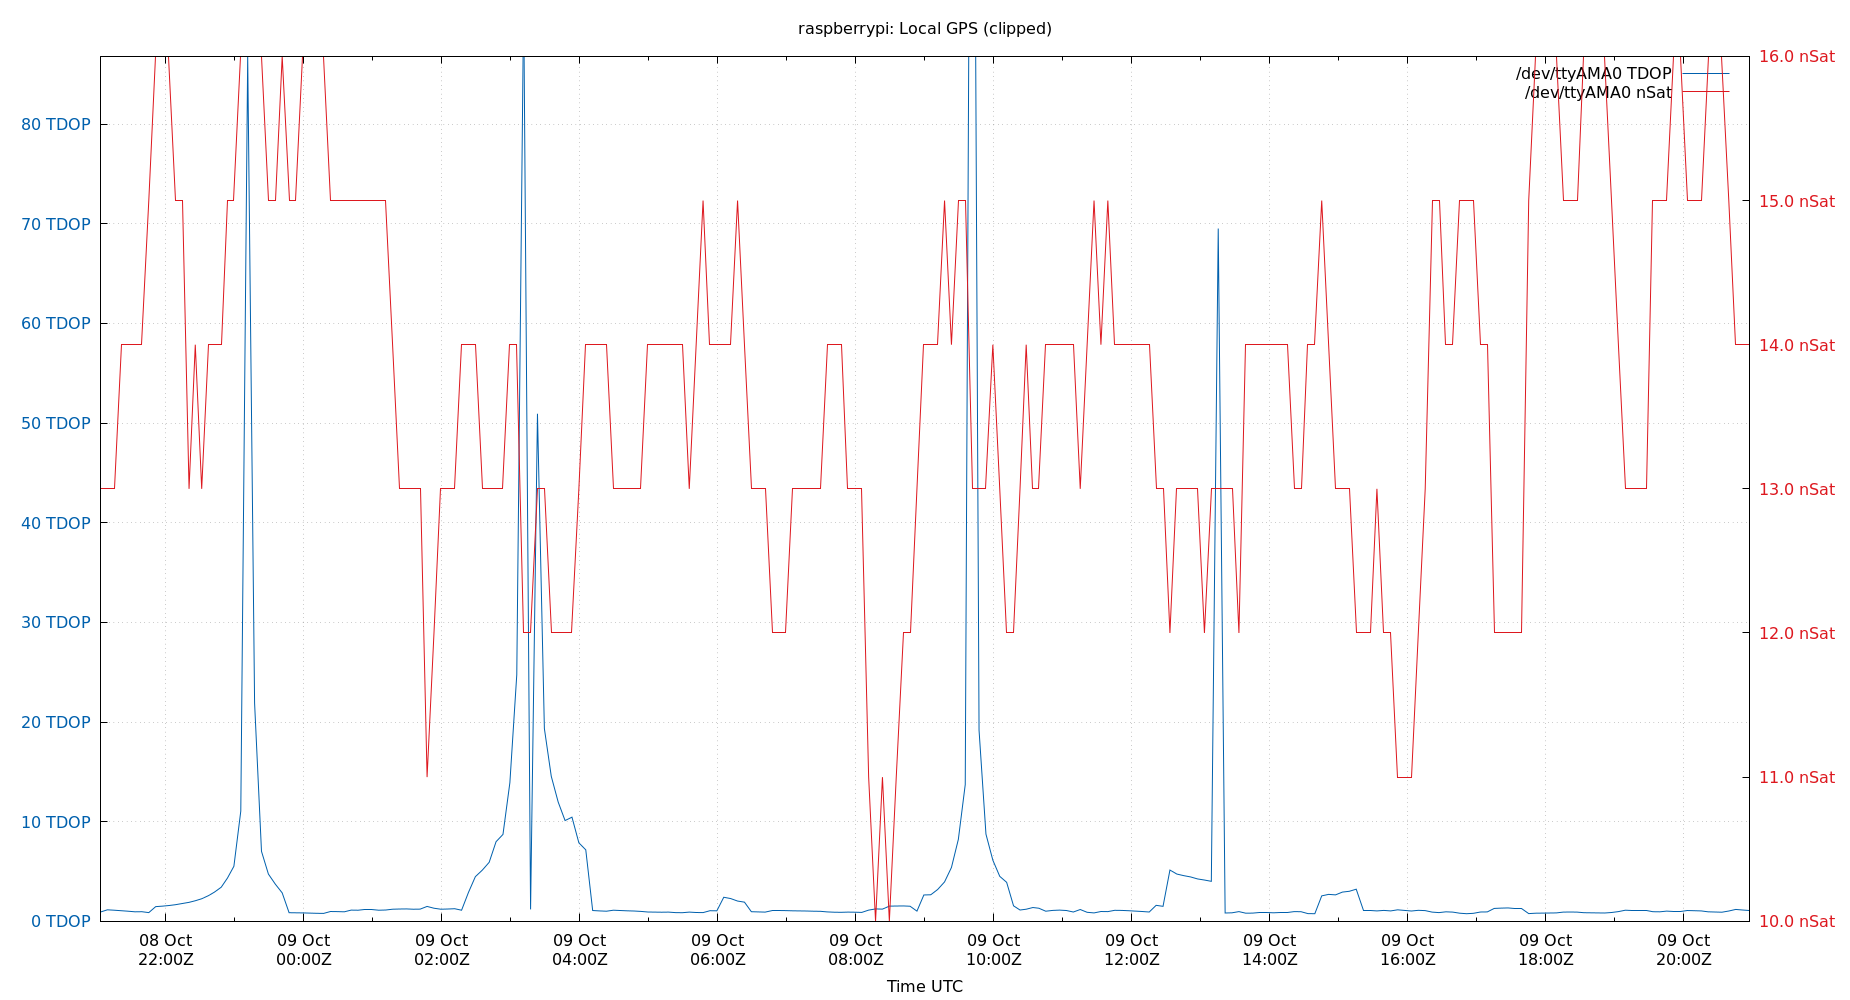 raspberrypi: Local GPS (clipped)
16.0 nSat
/dev/ttyAMA0 TDOP
/dev/ttyAMA0 nSat
80 TDOP
15.0 nSat
70 TDOP
60 TDOP
14.0 nSat
50 TDOP
13.0 nSat
40 TDOP
30 TDOP
12.0 nSat
20 TDOP
11.0 nSat
10 TDOP
0 TDOP
10.0 nSat
08 Oct 09 Oct 09 Oct 09 Oct 09 Oct 09 Oct 09 Oct 09 Oct 09 Oct 09 Oct 09 Oct 09 Oct
22:00Z 00:00Z 02:00Z 04:00Z 06:00Z 08:00Z 10:00Z 12:00Z 14:00Z 16:00Z 18:00Z 20:00Z
Time UTC